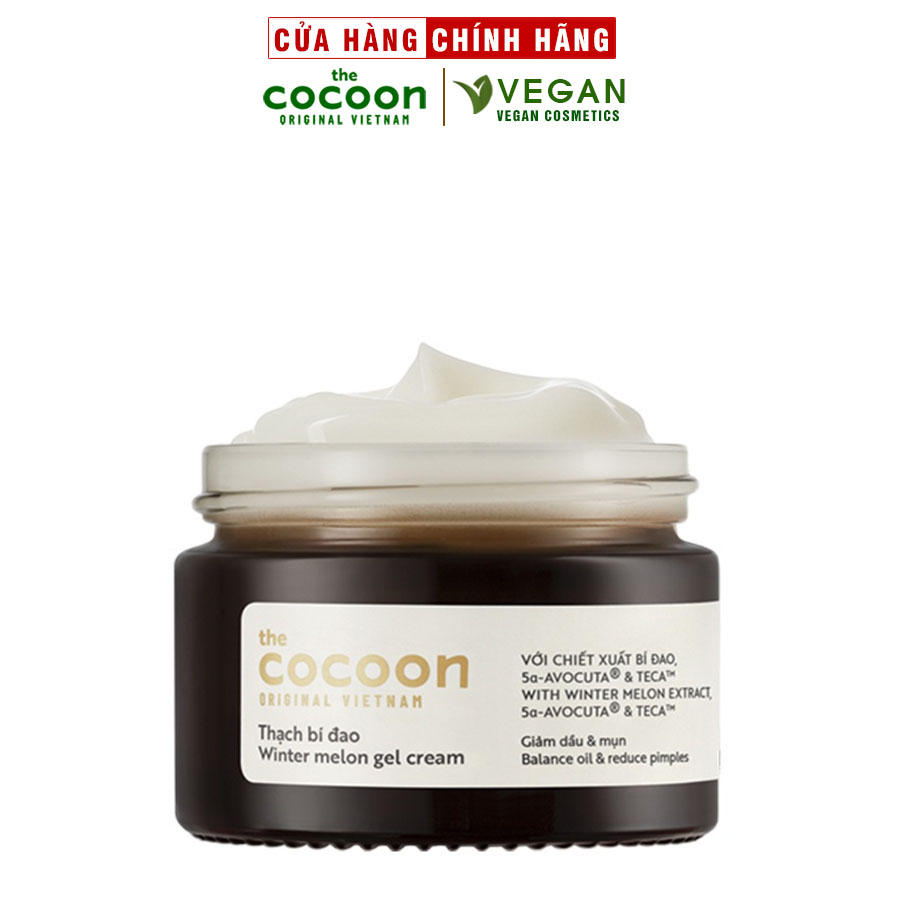 CỬA HÀNG CHÍNH HÃNG
the
cocoon
ORIGINAL VIETNAM
VEGAN
VEGAN COSMETICS
the
cocoon
ORIGINAL VIETNAM
Thạch bí đao
Winter melon gel cream
VỚI CHIẾT XUẤT BÍ ĐAO,
5α-AVOCUTA® & TECA™
WITH WINTER MELON EXTRACT,
5α-AVOCUTA® & TECA™
Giảm dầu & mụn
Balance oil & reduce pimples